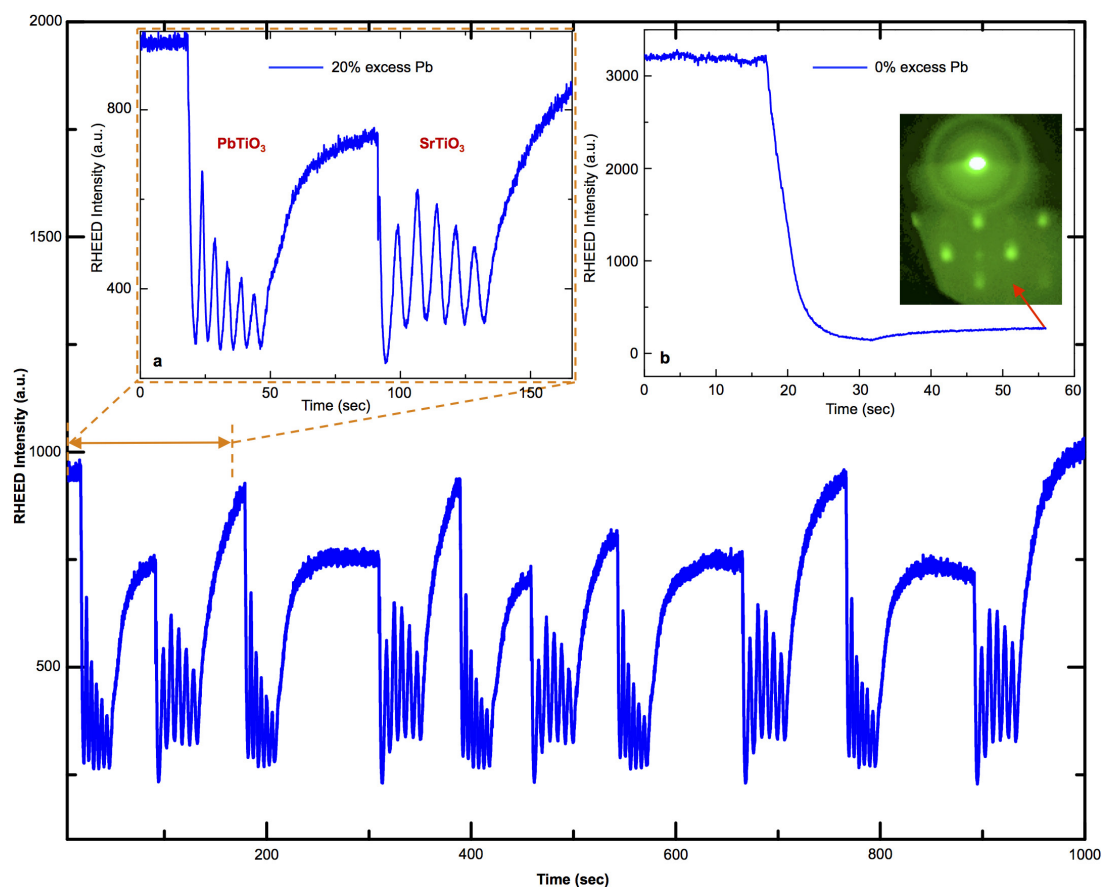 2000
1500
1000
500
RHEED Intensity (a.u.)
200
400
600
800
1000
Time (sec)
20% excess Pb
PbTiO3
SrTiO3
800
400
RHEED Intensity (a.u.)
a
0
50
100
150
Time (sec)
0% excess Pb
3000
1500
1000
0
RHEED Intensity (a.u.)
b
0
10
20
30
40
50
60
Time (sec)